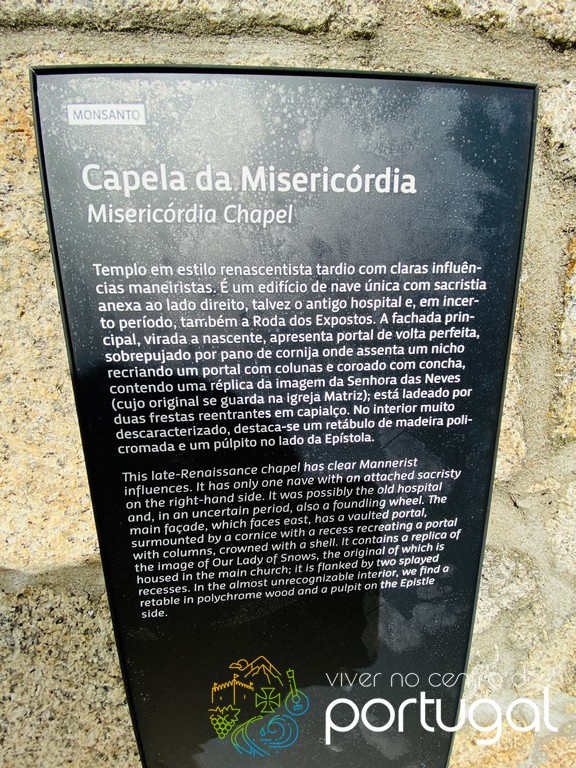 MONSANTO
Capela da Misericórdia
Misericórdia Chapel
Templo em estilo renascentista tardio com claras influên-
cias maneiristas. É um edifício de nave única com sacristia
anexa ao lado direito, talvez o antigo hospital e, em incer-
to período, também a Roda dos Expostos. A fachada prin-
cipal, virada a nascente, apresenta portal de volta perfeita,
sobrepujado por pano de cornija onde assenta um nicho
recriando um portal com colunas e coroado com concha,
contendo uma réplica da imagem da Senhora das Neves
(cujo original se guarda na igreja Matriz); está ladeado por
duas frestas reentrantes em capialço. No interior muito
descaracterizado, destaca-se um retábulo de madeira poli-
cromada e um púlpito no lado da Epístola.
This late-Renaissance chapel has clear Mannerist
influences. It has only one nave with an attached sacristy
on the right-hand side. It was possibly the old hospital
and, in an uncertain period, also a foundling wheel. The
main façade, which faces east, has a vaulted portal,
surmounted by a cornice with a recess recreating a portal
with columns, crowned with a shell. It contains a replica of
the image of Our Lady of Snows, the original of which is
housed in the main church; it is flanked by two splayed
recesses. In the almost unrecognizable interior, we find a
retable in polychrome wood and a pulpit on the Epistle
side.
viver no centro de
portugal